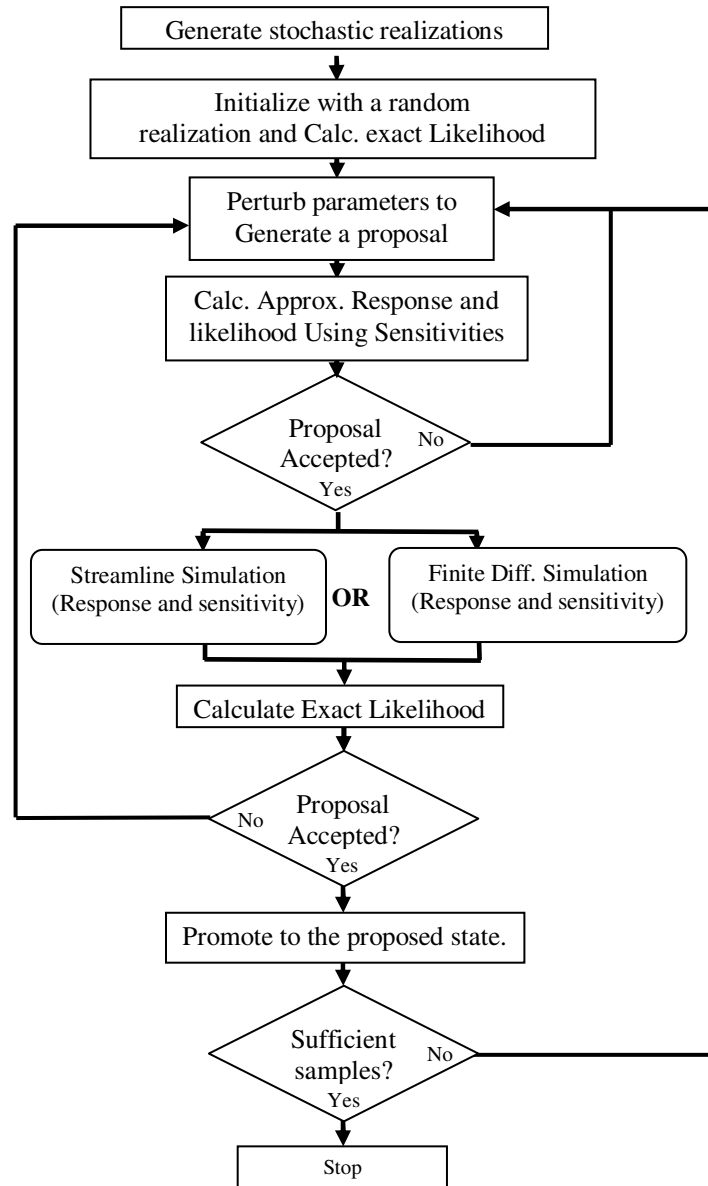 Generate stochastic realizations
Initialize with a random
realization and Calc. exact Likelihood
Perturb parameters to
Generate a proposal
Calc. Approx. Response and
likelihood Using Sensitivities
Proposal
Accepted?
No
Yes
Streamline Simulation
(Response and sensitivity)
OR
Finite Diff. Simulation
(Response and sensitivity)
Calculate Exact Likelihood
Proposal
Accepted?
No
Yes
Promote to the proposed state.
Sufficient
samples?
No
Yes
Stop